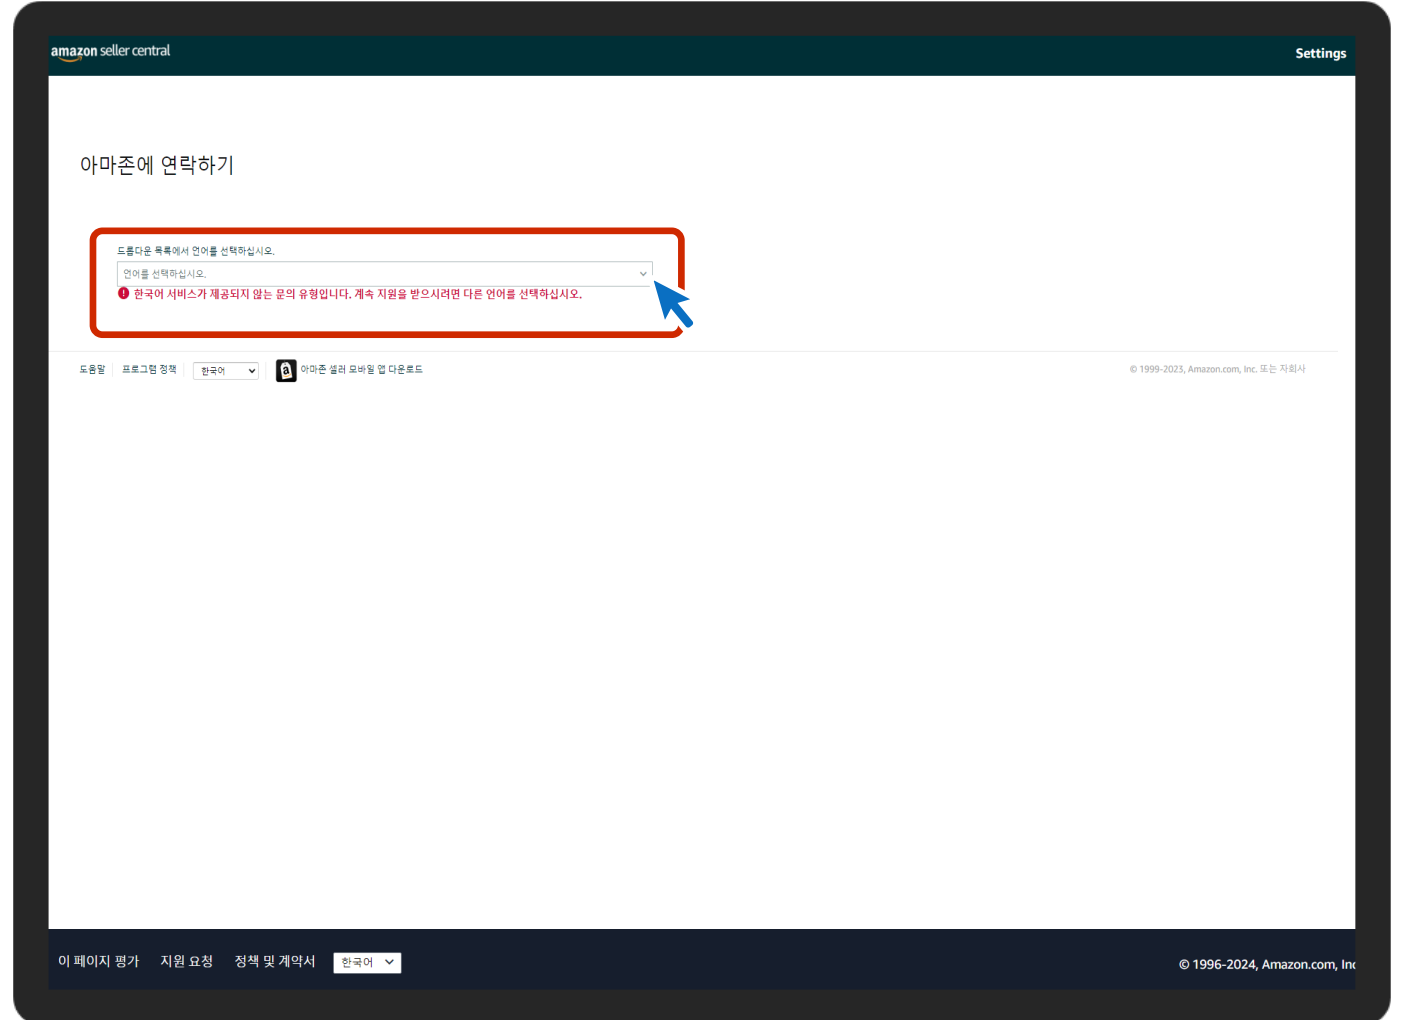 amazon seller central
Settings
아마존에 연락하기
드롭다운 목록에서 언어를 선택하십시오.
언어를 선택하십시오.
한국어 서비스가 제공되지 않는 문의 유형입니다. 계속 지원을 받으시려면 다른 언어를 선택하십시오.
도움말 프로그램 정책 한국어 아마존 셀러 모바일 앱 다운로드
© 1999-2023, Amazon.com, Inc. 또는 자회사
이 페이지 평가 지원 요청 정책 및 계약서 한국어
© 1996-2024, Amazon.com, Inc